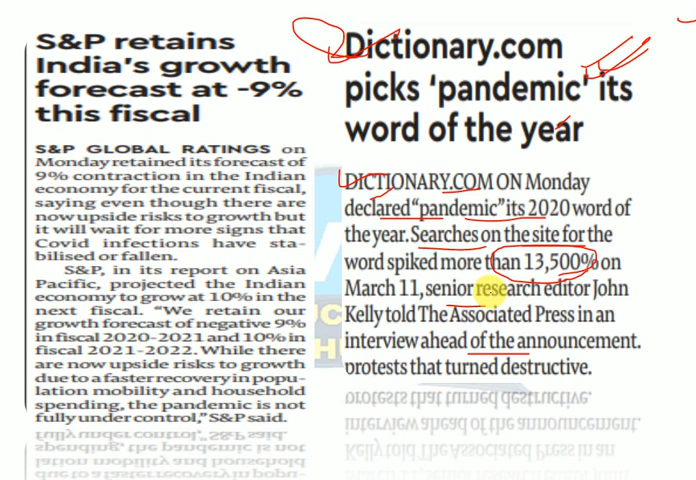 S&P retains
India's growth
forecast at -9%
this fiscal
S&P GLOBAL RATINGS on
Monday retained its forecast of
9% contraction in the Indian
economy for the current fiscal,
saying even though there are
now upside risks to growth but
it will wait for more signs that
Covid infections have sta-
bilised or fallen.
S&P, in its report on Asia
Pacific, projected the Indian
economy to grow at 10% in the
next fiscal. "We retain our
growth forecast of negative 9%
in fiscal 2020-2021 and 10% in
fiscal 2021-2022. While there
are now upside risks to growth
due to a faster recovery in popu-
lation mobility and household
spending, the pandemic is not
fully under control," S&P said.
Dictionary.com
picks 'pandemic' its
word of the year
DICTIONARY.COM ON Monday
declared "pandemic" its 2020 word of
the year. Searches on the site for the
word spiked more than 13,500% on
March 11, senior research editor John
Kelly told The Associated Press in an
interview ahead of the announcement.
protests that turned destructive.